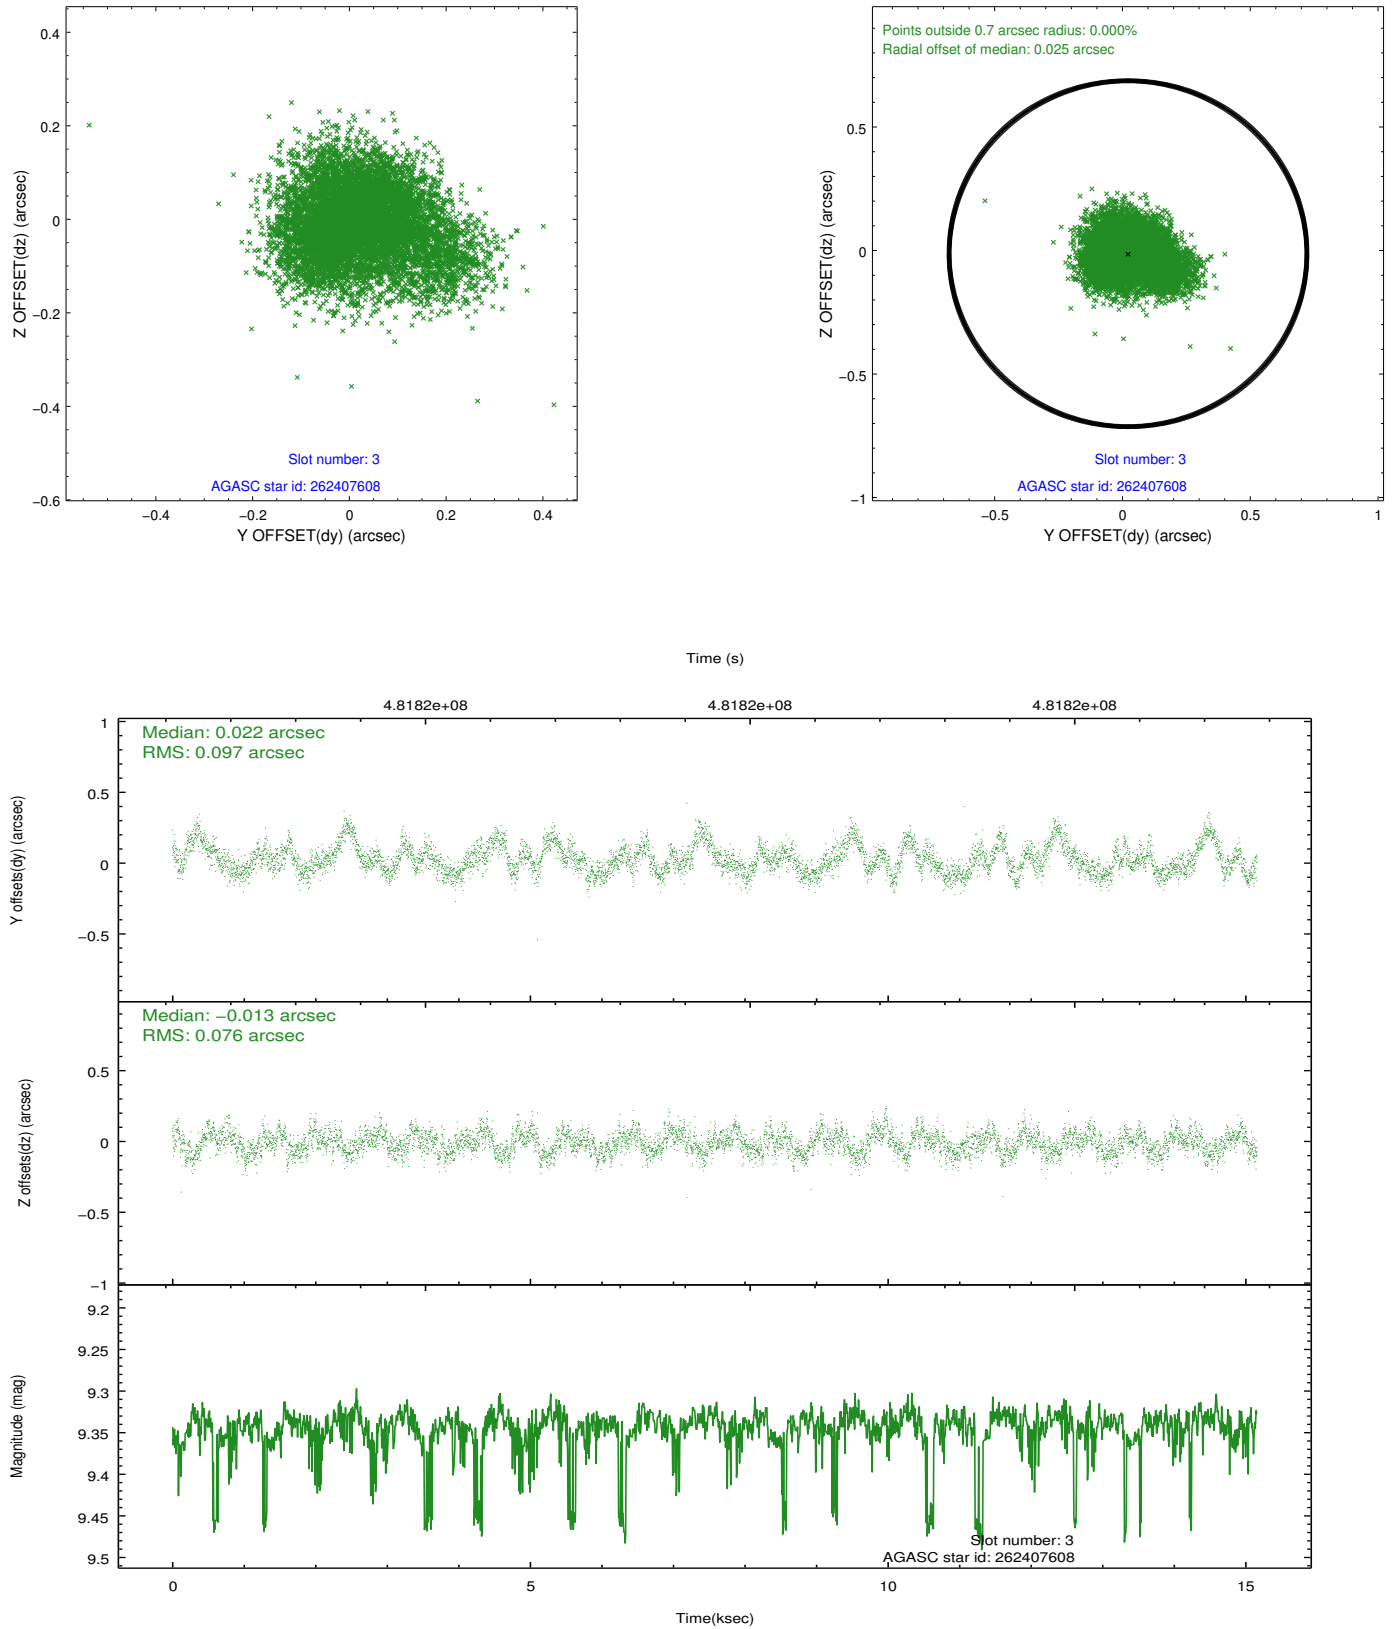 0.4
0.2
0
−0.2
−0.4
−0.6
Z OFFSET(dz) (arcsec)
Slot number: 3
AGASC star id: 262407608
−0.4
−0.2
0
0.2
0.4
Y OFFSET(dy) (arcsec)
Points outside 0.7 arcsec radius: 0.000%
Radial offset of median: 0.025 arcsec
0.5
0
−0.5
−1
Z OFFSET(dz) (arcsec)
Slot number: 3
AGASC star id: 262407608
−0.5
0
0.5
1
Y OFFSET(dy) (arcsec)
Time (s)
4.8182e+08
4.8182e+08
4.8182e+08
Median: 0.022 arcsec
RMS: 0.097 arcsec
1
0.5
0
−0.5
Y offsets(dy) (arcsec)
Median: −0.013 arcsec
RMS: 0.076 arcsec
0.5
0
−0.5
−1
Z offsets(dz) (arcsec)
9.2
9.25
9.3
9.35
9.4
9.45
9.5
Magnitude (mag)
Slot number: 3
AGASC star id: 262407608
0
5
10
15
Time(ksec)